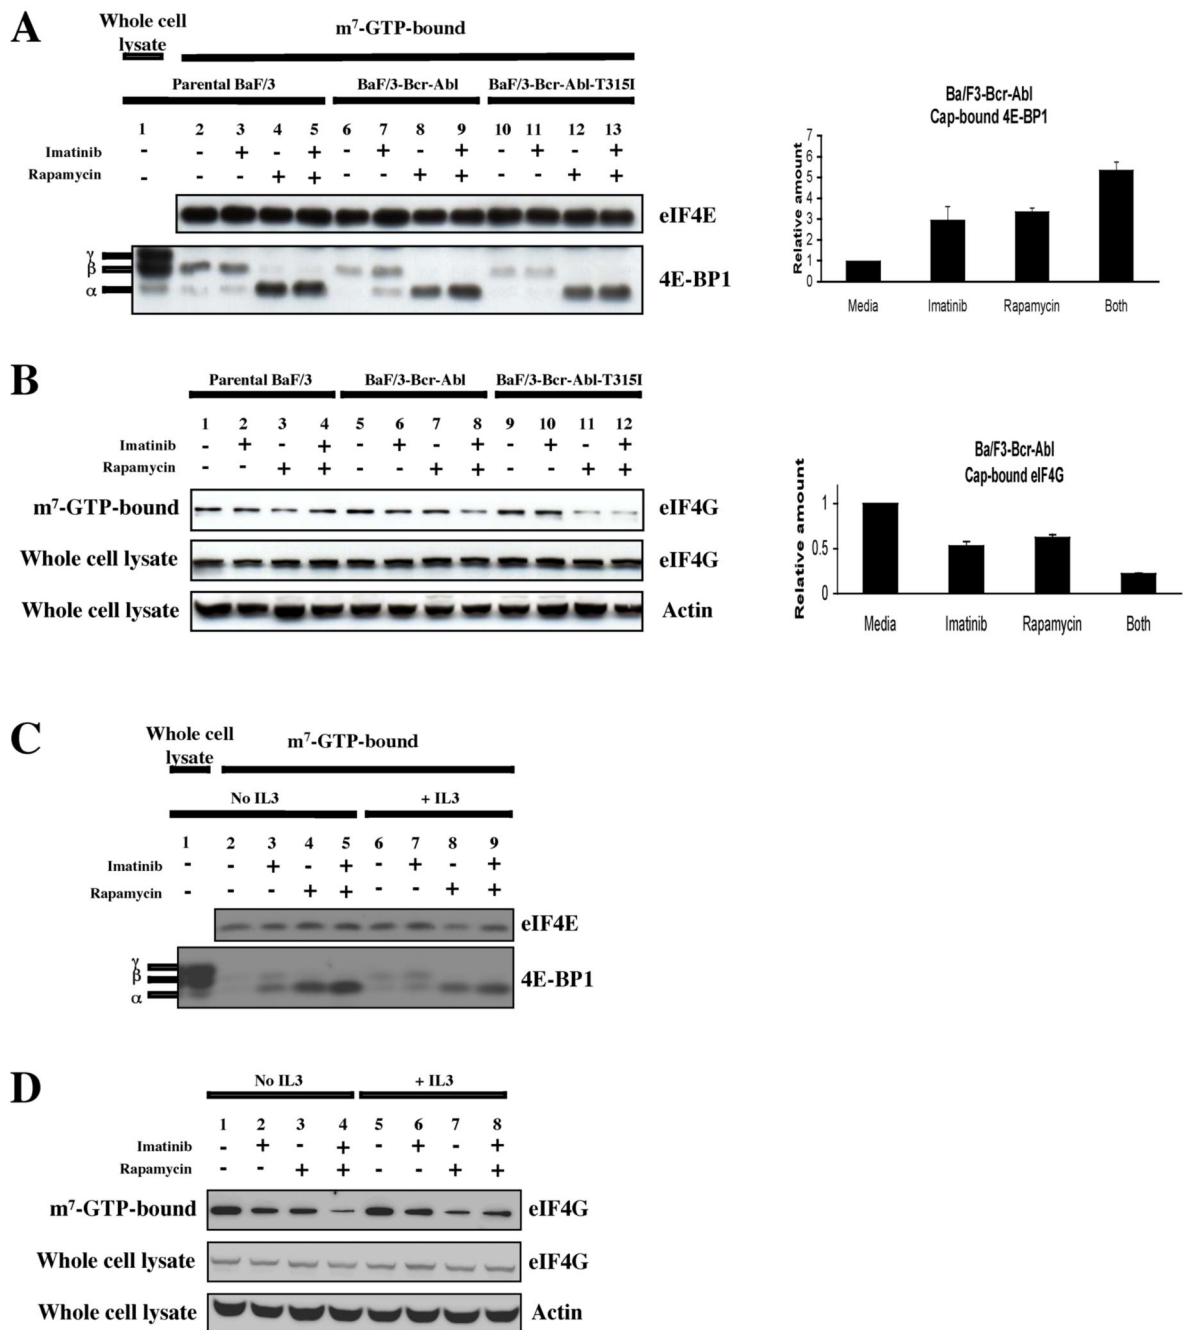 A
Whole cell
lysate
m7-GTP-bound
Parental BaF/3 BaF/3-Bcr-Abl BaF/3-Bcr-Abl-T315I
1 2 3 4 5 6 7 8 9 10 11 12 13
Imatinib - - + - + - + - + - + - +
Rapamycin - - - + + - - + + - - + +
eIF4E
γ
β
α
4E-BP1
Ba/F3-Bcr-Abl
Cap-bound 4E-BP1
Relative amount
7
6
5
4
3
2
1
0
Media Imatinib Rapamycin Both
B
Parental BaF/3 BaF/3-Bcr-Abl BaF/3-Bcr-Abl-T315I
1 2 3 4 5 6 7 8 9 10 11 12
Imatinib - + - + - + - + - + - +
Rapamycin - - + + - - + + - - + +
m7-GTP-bound eIF4G
Whole cell lysate eIF4G
Whole cell lysate Actin
Ba/F3-Bcr-Abl
Cap-bound eIF4G
Relative amount
1
0.5
0
Media Imatinib Rapamycin Both
C
Whole cell
lysate
m7-GTP-bound
No IL3 + IL3
1 2 3 4 5 6 7 8 9
Imatinib - - + - + - + - +
Rapamycin - - - + + - - + +
eIF4E
γ
β
α
4E-BP1
D
No IL3 + IL3
1 2 3 4 5 6 7 8
Imatinib - + - + - + - +
Rapamycin - - + + - - + +
m7-GTP-bound eIF4G
Whole cell lysate eIF4G
Whole cell lysate Actin